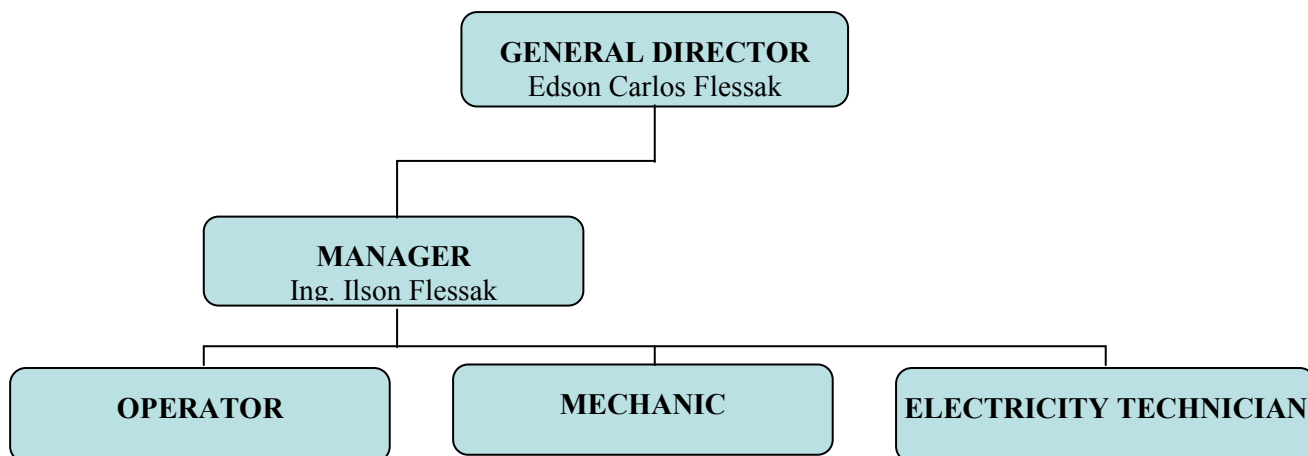 GENERAL DIRECTOR
Edson Carlos Flessak
MANAGER
Ing. Ilson Flessak
OPERATOR
MECHANIC
ELECTRICITY TECHNICIAN